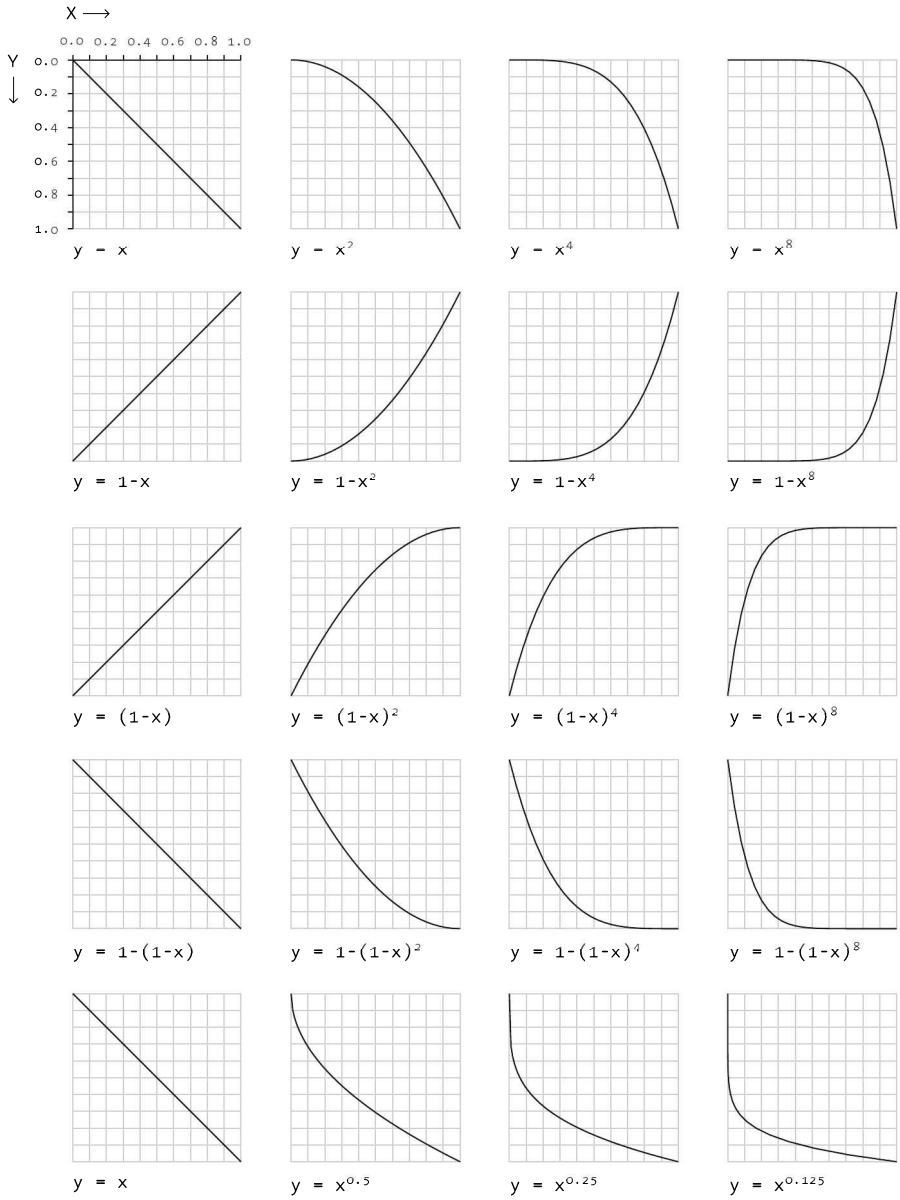 X →
0.0 0.2 0.4 0.6 0.8 1.0
Y
↓
0.0
0.2
0.4
0.6
0.8
1.0
y = x
y = x²
y = x⁴
y = x⁸
y = 1-x
y = 1-x²
y = 1-x⁴
y = 1-x⁸
y = (1-x)
y = (1-x)²
y = (1-x)⁴
y = (1-x)⁸
y = 1-(1-x)
y = 1-(1-x)²
y = 1-(1-x)⁴
y = 1-(1-x)⁸
y = x
y = x⁰·⁵
y = x⁰·²⁵
y = x⁰·¹²⁵